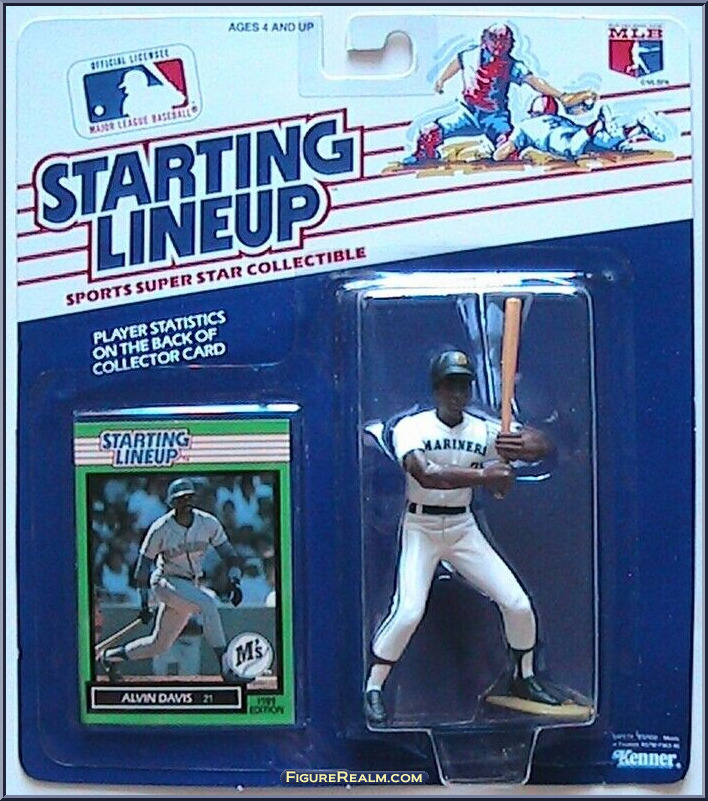 AGES 4 AND UP
OFFICIAL LICENSEE
MAJOR LEAGUE BASEBALL®
MLB
STARTING
LINEUP
SPORTS SUPER STAR COLLECTIBLE
PLAYER STATISTICS
ON THE BACK OF
COLLECTOR CARD
STARTING
LINEUP
MARINERS
M's
ALVIN DAVIS 21
1989
EDITION
Kenner
FIGUREREALM.COM